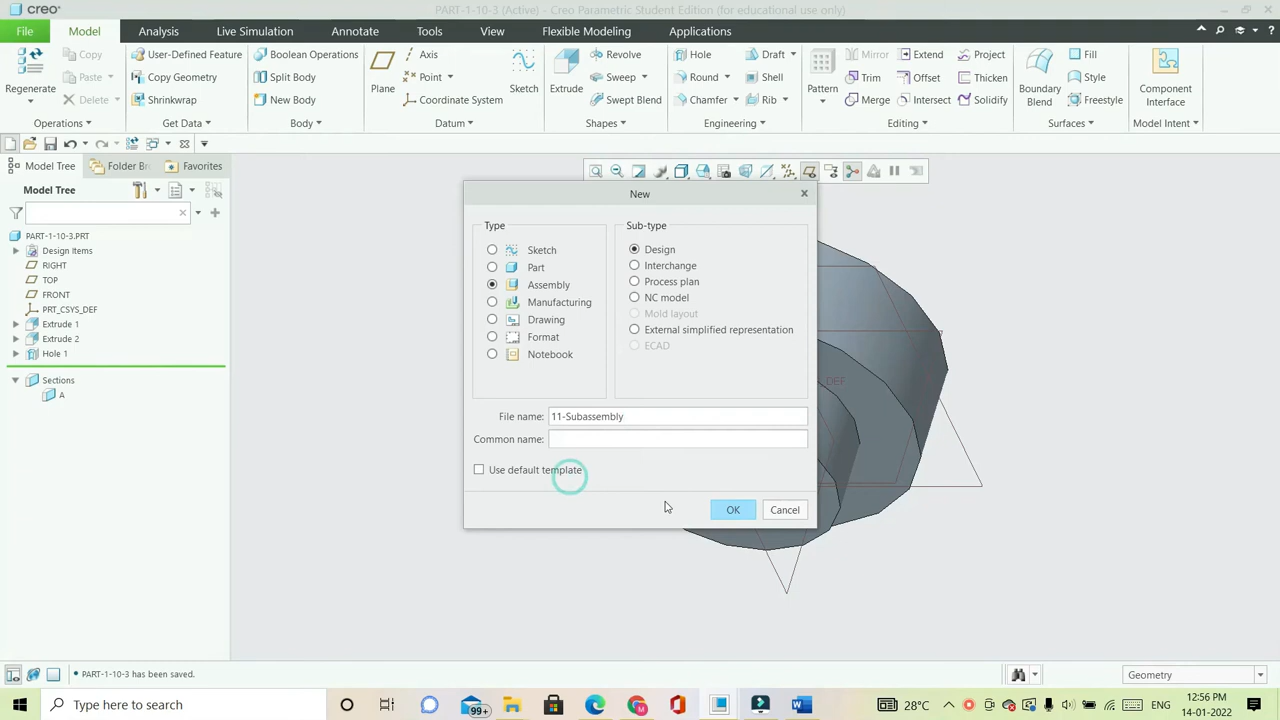 creo
PART-1-10-3 (Active) - Creo Parametric Student Edition (for educational use only)
File Model Analysis Live Simulation Annotate Tools View Flexible Modeling Applications
Copy User-Defined Feature Boolean Operations Axis Revolve Hole Draft Mirror Extend Project Fill
Paste Copy Geometry Split Body Point Sweep Round Shell Trim Offset Thicken Style
Regenerate Delete Shrinkwrap New Body Plane Coordinate System Sketch Extrude Swept Blend Chamfer Rib Pattern Merge Intersect Solidify Boundary Blend Freestyle Component Interface
Operations Get Data Body Datum Shapes Engineering Editing Surfaces Model Intent
Model Tree Folder Br Favorites
Model Tree
PART-1-10-3.PRT
Design Items
RIGHT
TOP
FRONT
PRT_CSYS_DEF
Extrude 1
Extrude 2
Hole 1
Sections
A
New
Type Sub-type
Sketch Design
Part Interchange
Assembly Process plan
Manufacturing NC model
Drawing Mold layout
Format External simplified representation
Notebook ECAD
File name: 11-Subassembly
Common name:
Use default template
OK Cancel
DEF
• PART-1-10-3 has been saved.
Geometry
Type here to search
99+
28°C
ENG
12:56 PM
14-01-2022